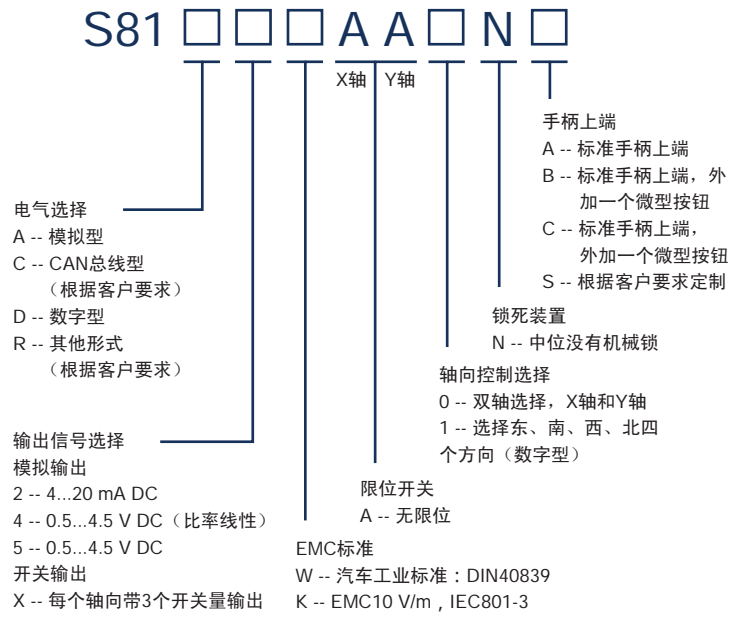 S81 □ □ □ A A □ N □
X轴 Y轴
手柄上端
A -- 标准手柄上端
B -- 标准手柄上端，外
加一个微型按钮
C -- 标准手柄上端，
外加一个微型按钮
S -- 根据客户要求定制
锁死装置
N -- 中位没有机械锁
轴向控制选择
0 -- 双轴选择，X轴和Y轴
1 -- 选择东、南、西、北四
个方向（数字型）
限位开关
A -- 无限位
EMC标准
W -- 汽车工业标准：DIN40839
K -- EMC10 V/m , IEC801-3
电气选择
A -- 模拟型
C -- CAN总线型
（根据客户要求）
D -- 数字型
R -- 其他形式
（根据客户要求）
输出信号选择
模拟输出
2 -- 4...20 mA DC
4 -- 0.5...4.5 V DC（比率线性）
5 -- 0.5...4.5 V DC
开关输出
X -- 每个轴向带3个开关量输出